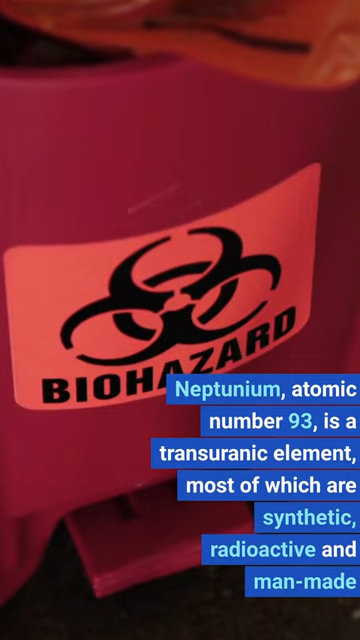 BIOHAZARD
Neptunium, atomic
number 93, is a
transuranic element,
most of which are
synthetic,
radioactive and
man-made